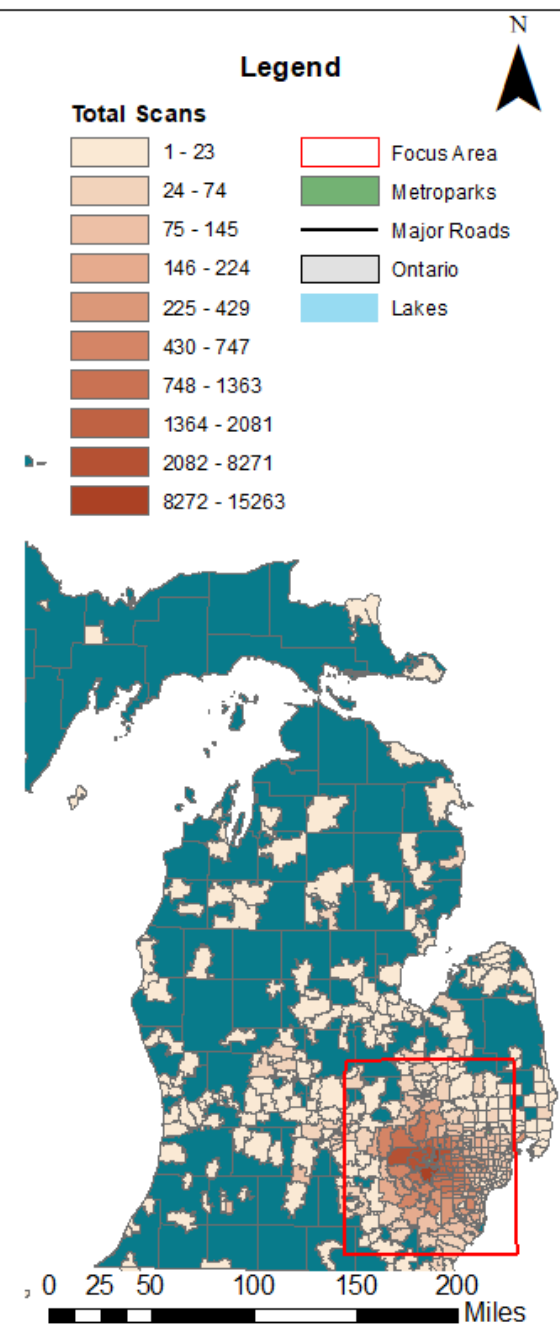 N
Legend
Total Scans
1 - 23
24 - 74
75 - 145
146 - 224
225 - 429
430 - 747
748 - 1363
1364 - 2081
2082 - 8271
8272 - 15263
Focus Area
Metroparks
Major Roads
Ontario
Lakes
0 25 50 100 150 200
Miles